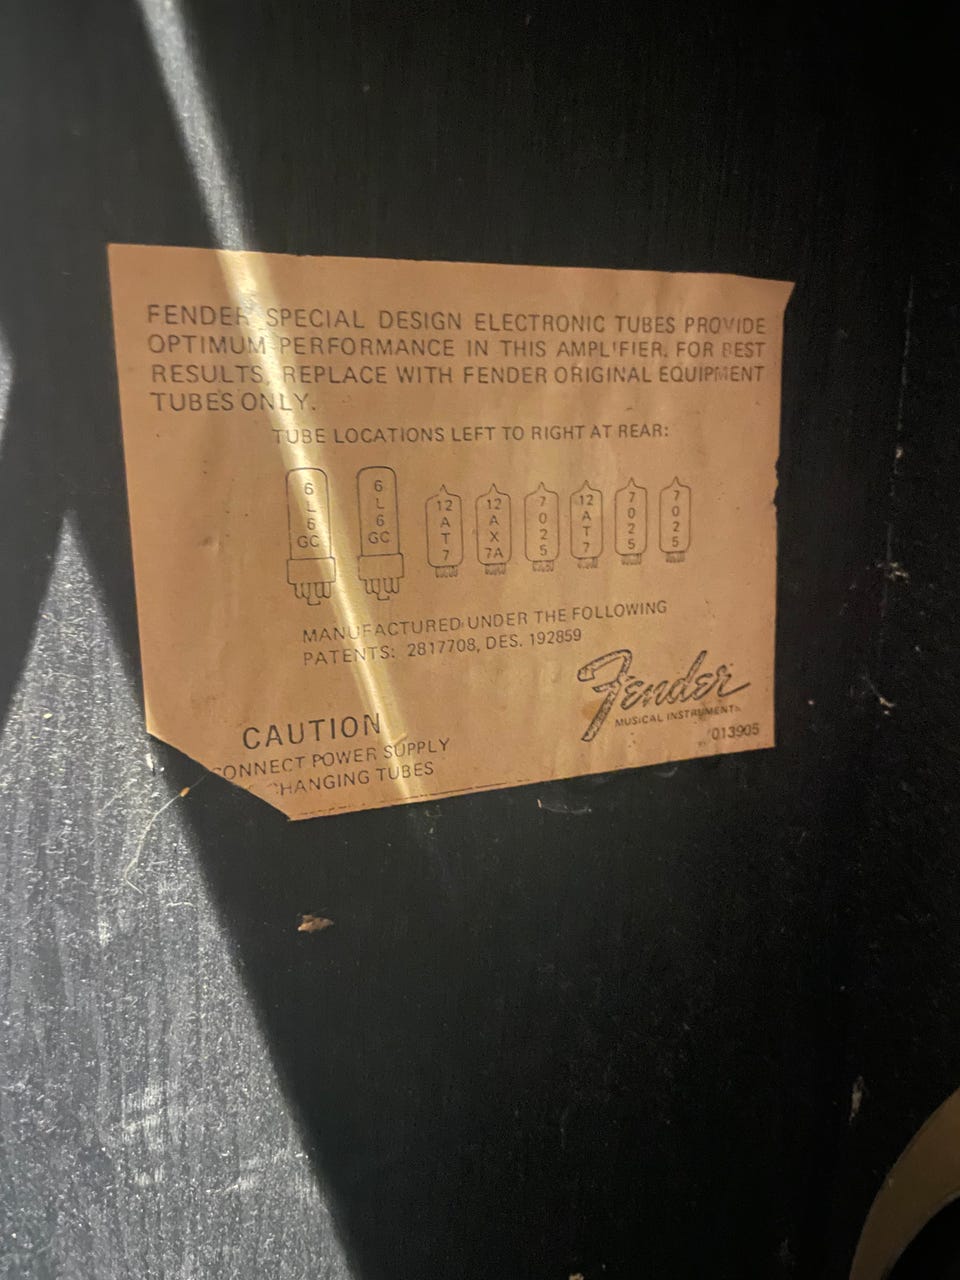 FENDER SPECIAL DESIGN ELECTRONIC TUBES PROVIDE
OPTIMUM PERFORMANCE IN THIS AMPLIFIER. FOR BEST
RESULTS, REPLACE WITH FENDER ORIGINAL EQUIPMENT
TUBES ONLY.
TUBE LOCATIONS LEFT TO RIGHT AT REAR:
6L6GC 6L6GC 12AT7 12AX7A 7025 12AT7 7025 7025
MANUFACTURED UNDER THE FOLLOWING
PATENTS: 2817708, DES. 192859
Fender
MUSICAL INSTRUMENTS
013905
CAUTION
CONNECT POWER SUPPLY
CHANGING TUBES